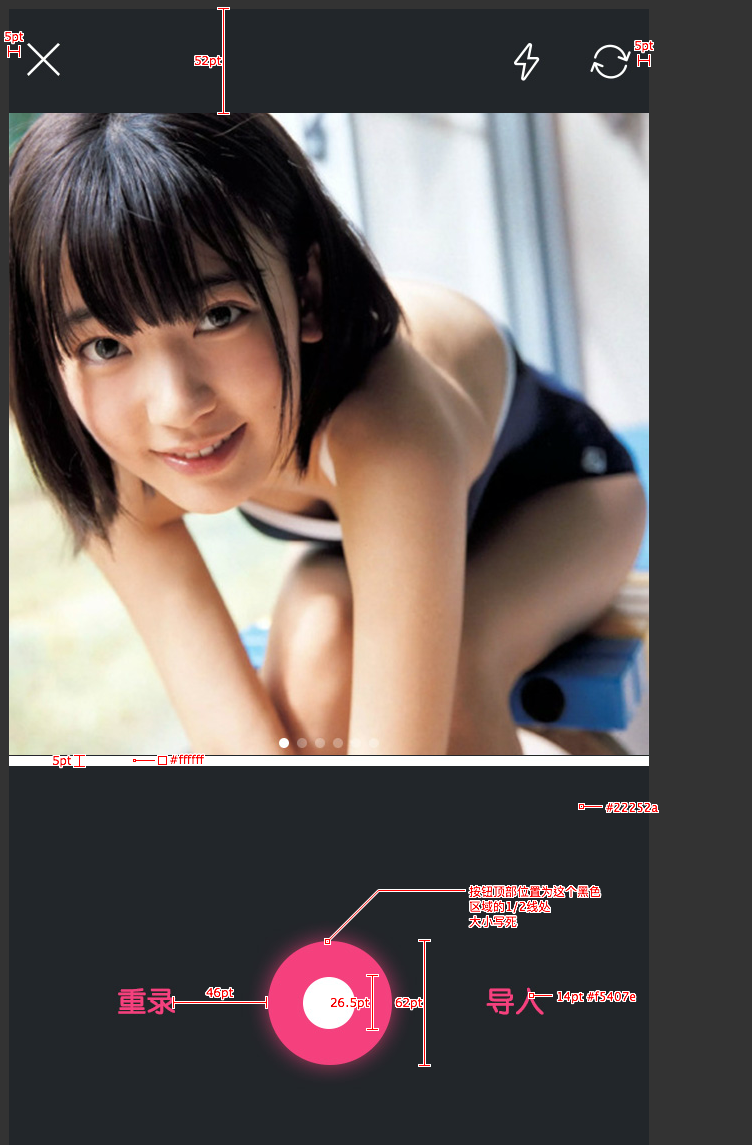 5pt
5pt
52pt
5pt
#ffffff
#22252a
按钮顶部位置为这个黑色
区域的1/2线处
大小写死
重录
46pt
26.5pt
62pt
导入
14pt #f5407e